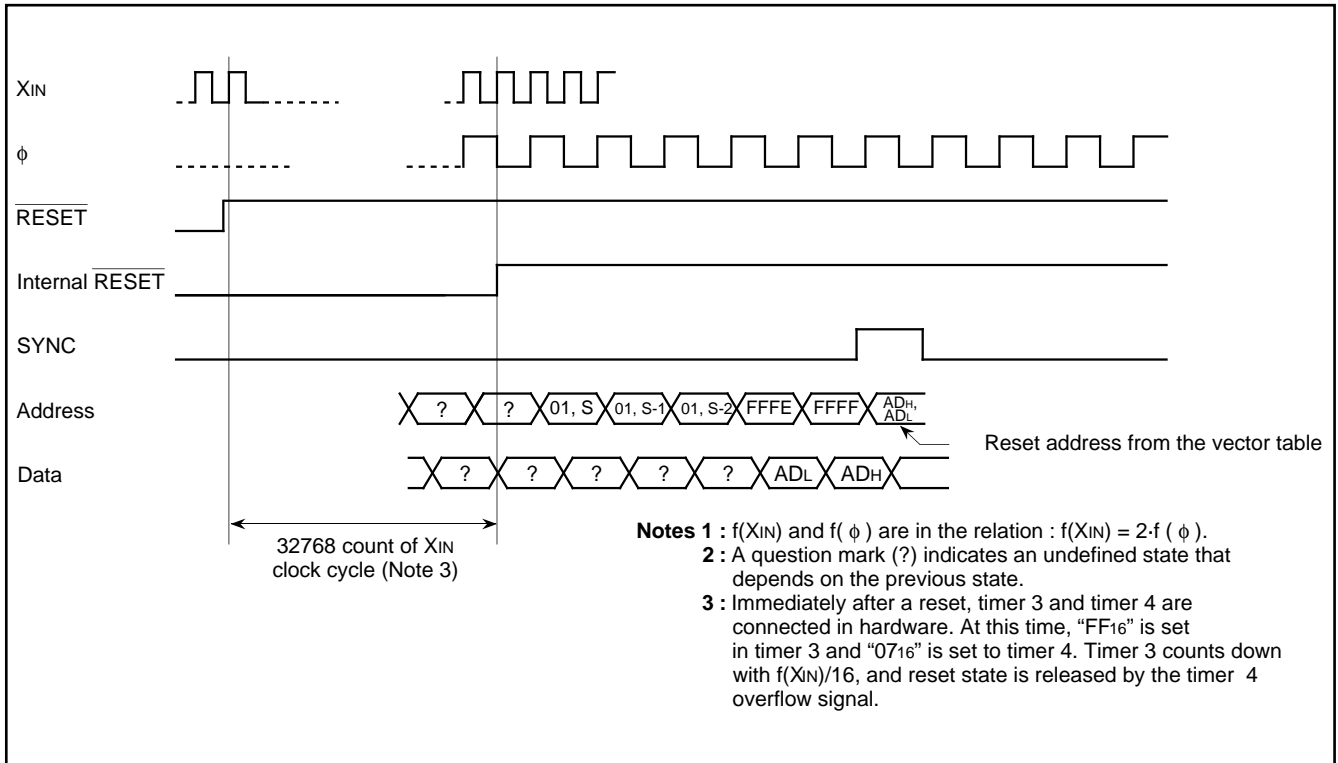 XIN
ϕ
RESET
Internal RESET
SYNC
Address
? ? 01, S 01, S-1 01, S-2 FFFE FFFF ADH,
ADL
Reset address from the vector table
Data
? ? ? ? ? ADL ADH
32768 count of XIN
clock cycle (Note 3)
Notes 1 : f(XIN) and f( ϕ ) are in the relation : f(XIN) = 2·f ( ϕ ).
2 : A question mark (?) indicates an undefined state that
depends on the previous state.
3 : Immediately after a reset, timer 3 and timer 4 are
connected in hardware. At this time, “FF16” is set
in timer 3 and “0716” is set to timer 4. Timer 3 counts down
with f(XIN)/16, and reset state is released by the timer 4
overflow signal.